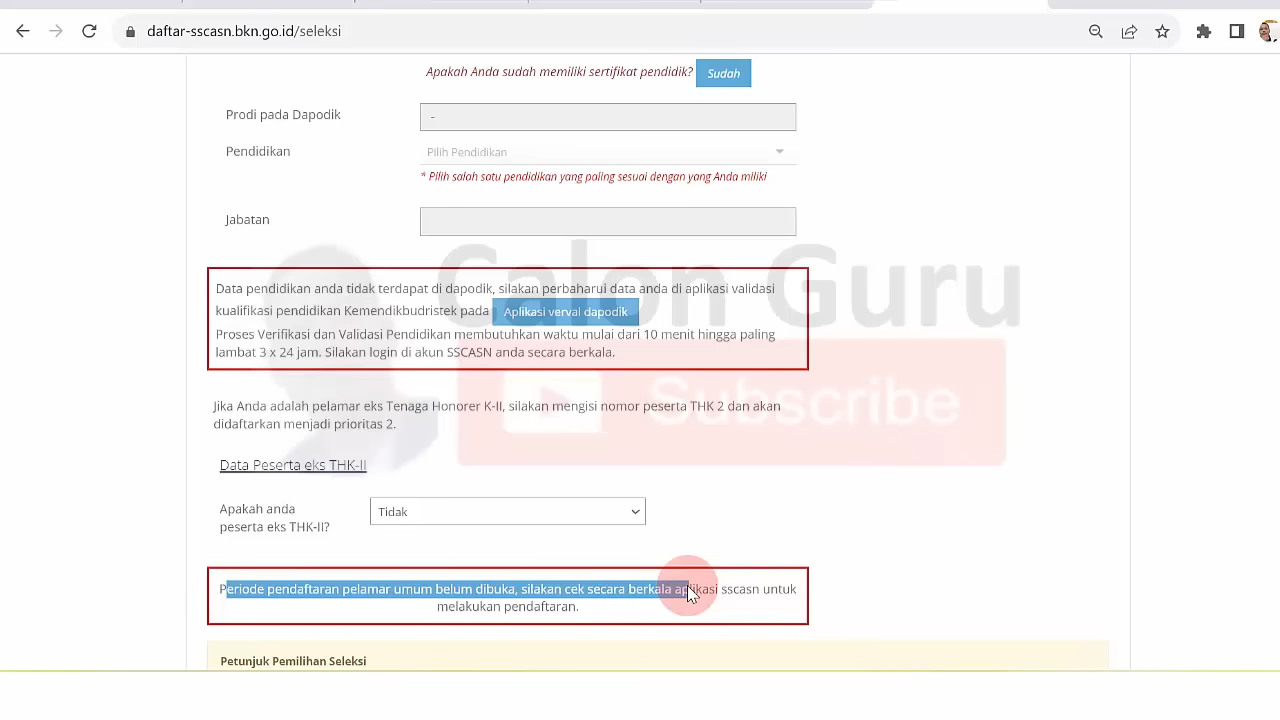 daftar-sscasn.bkn.go.id/seleksi
Apakah Anda sudah memiliki sertifikat pendidik? Sudah
Prodi pada Dapodik
-
Pendidikan
Pilih Pendidikan
* Pilih salah satu pendidikan yang paling sesuai dengan yang Anda miliki
Jabatan
Calon Guru
Data pendidikan anda tidak terdapat di dapodik, silakan perbaharui data anda di aplikasi validasi
kualifikasi pendidikan Kemendikbudristek pada Aplikasi verval dapodik
Proses Verifikasi dan Validasi Pendidikan membutuhkan waktu mulai dari 10 menit hingga paling
lambat 3 x 24 jam. Silakan login di akun SSCASN anda secara berkala.
Subscribe
Jika Anda adalah pelamar eks Tenaga Honorer K-II, silakan mengisi nomor peserta THK 2 dan akan
didaftarkan menjadi prioritas 2.
Data Peserta eks THK-II
Apakah anda
peserta eks THK-II?
Tidak
Periode pendaftaran pelamar umum belum dibuka, silakan cek secara berkala aplikasi sscasn untuk
melakukan pendaftaran.
Petunjuk Pemilihan Seleksi